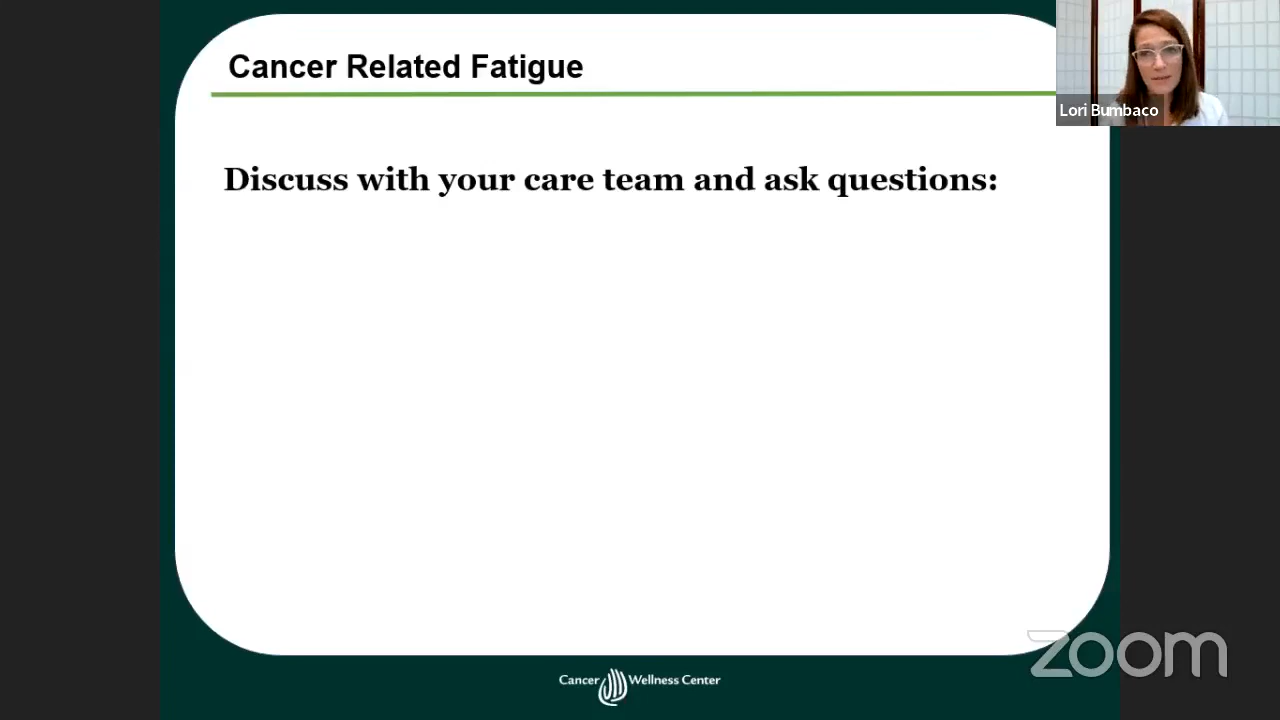 Cancer Related Fatigue
Lori Bumbaco
Discuss with your care team and ask questions:
zoom
Cancer Wellness Center